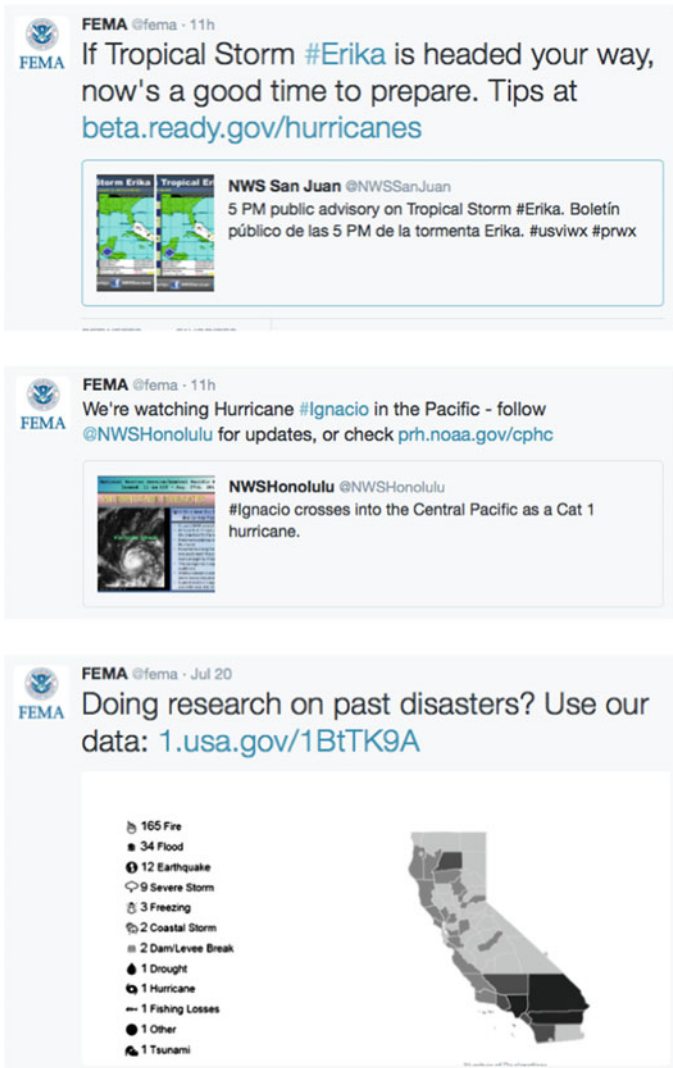 FEMA @fema · 11h
FEMA
If Tropical Storm #Erika is headed your way,
now's a good time to prepare. Tips at
beta.ready.gov/hurricanes
Storm Erika
Tropical Er
NWS San Juan @NWSSanJuan
5 PM public advisory on Tropical Storm #Erika. Boletín
público de las 5 PM de la tormenta Erika. #usviwx #prwx
FEMA @fema · 11h
FEMA
We're watching Hurricane #Ignacio in the Pacific - follow
@NWSHonolulu for updates, or check prh.noaa.gov/cphc
NWSHonolulu @NWSHonolulu
#Ignacio crosses into the Central Pacific as a Cat 1
hurricane.
FEMA @fema · Jul 20
FEMA
Doing research on past disasters? Use our
data: 1.usa.gov/1BtTK9A
165 Fire
34 Flood
12 Earthquake
9 Severe Storm
3 Freezing
2 Coastal Storm
2 Dam/Levee Break
1 Drought
1 Hurricane
1 Fishing Losses
1 Other
1 Tsunami